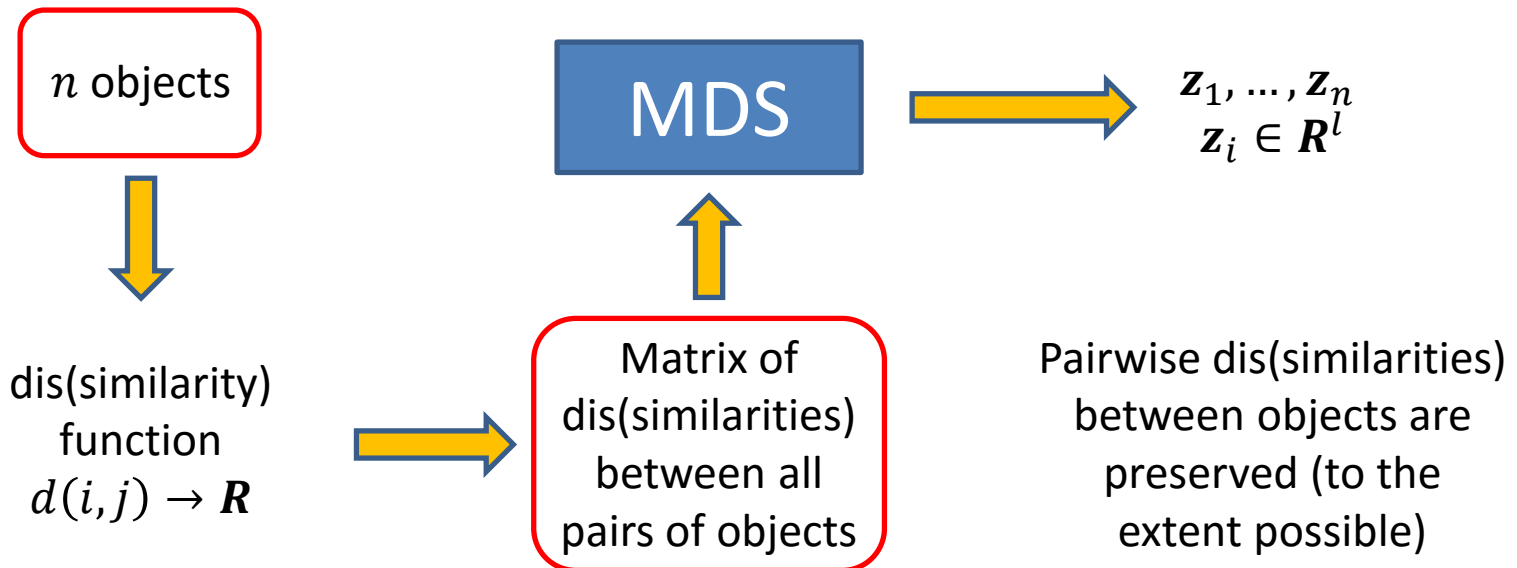 n objects
MDS
z₁, … , zₙ
zᵢ ∈ Rˡ
dis(similarity)
function
d(i, j) → R
Matrix of
dis(similarities)
between all
pairs of objects
Pairwise dis(similarities)
between objects are
preserved (to the
extent possible)